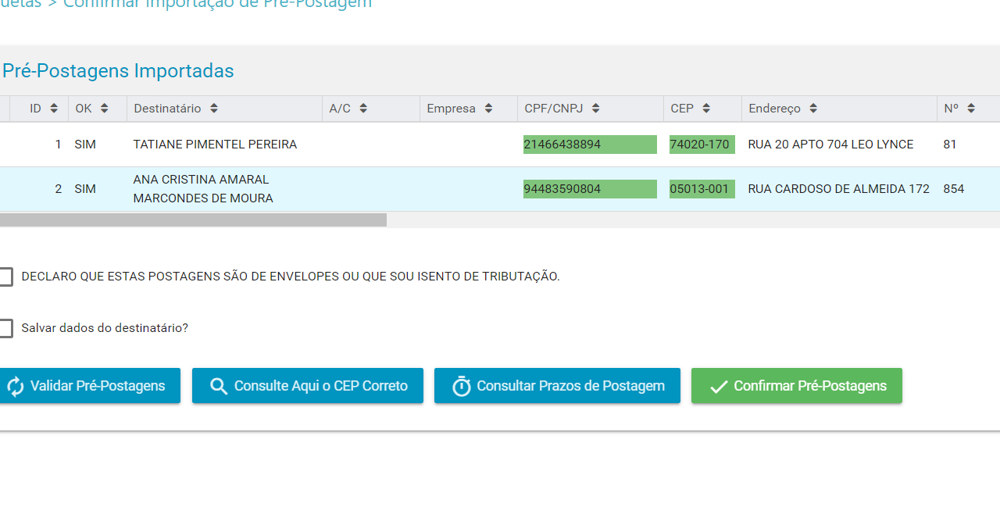 uetas > Confirmar Importação de Pré-Postagem
Pré-Postagens Importadas
ID OK Destinatário A/C Empresa CPF/CNPJ CEP Endereço Nº
1 SIM TATIANE PIMENTEL PEREIRA 21466438894 74020-170 RUA 20 APTO 704 LEO LYNCE 81
2 SIM ANA CRISTINA AMARAL MARCONDES DE MOURA 94483590804 05013-001 RUA CARDOSO DE ALMEIDA 172 854
DECLARO QUE ESTAS POSTAGENS SÃO DE ENVELOPES OU QUE SOU ISENTO DE TRIBUTAÇÃO.
Salvar dados do destinatário?
Validar Pré-Postagens Consulte Aqui o CEP Correto Consultar Prazos de Postagem Confirmar Pré-Postagens